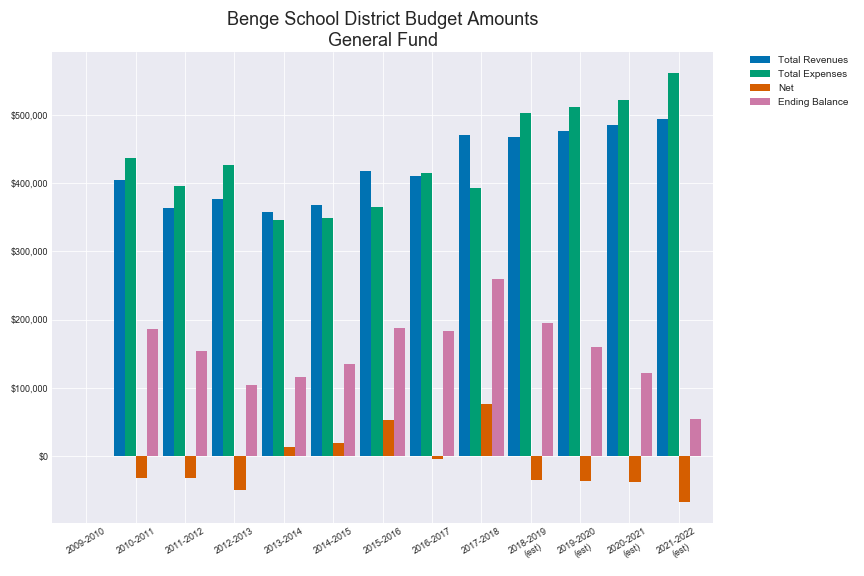 Benge School District Budget Amounts
General Fund
Total Revenues
Total Expenses
Net
Ending Balance
$500,000
$400,000
$300,000
$200,000
$100,000
$0
2009-2010
2010-2011
2011-2012
2012-2013
2013-2014
2014-2015
2015-2016
2016-2017
2017-2018
2018-2019
(est)
2019-2020
(est)
2020-2021
(est)
2021-2022
(est)